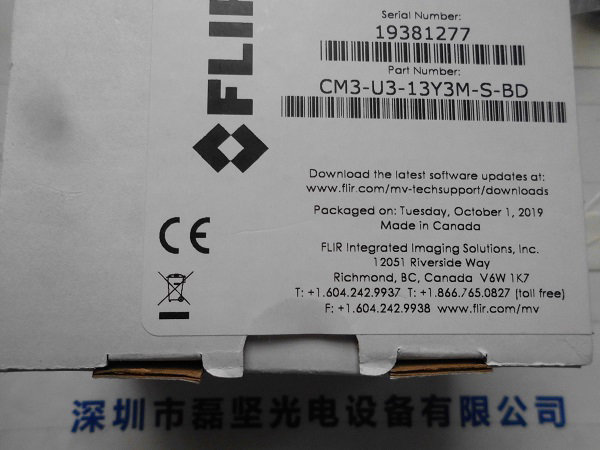 FLIR
Serial Number:
19381277
Part Number:
CM3-U3-13Y3M-S-BD
Download the latest software updates at:
www.flir.com/mv-techsupport/downloads
Packaged on: Tuesday, October 1, 2019
Made in Canada
FLIR Integrated Imaging Solutions, Inc.
12051 Riverside Way
Richmond, BC, Canada V6W 1K7
T: +1.604.242.9937 T: +1.866.765.0827 (toll free)
F: +1.604.242.9938 www.flir.com/mv
CE
深圳市磊坚光电设备有限公司